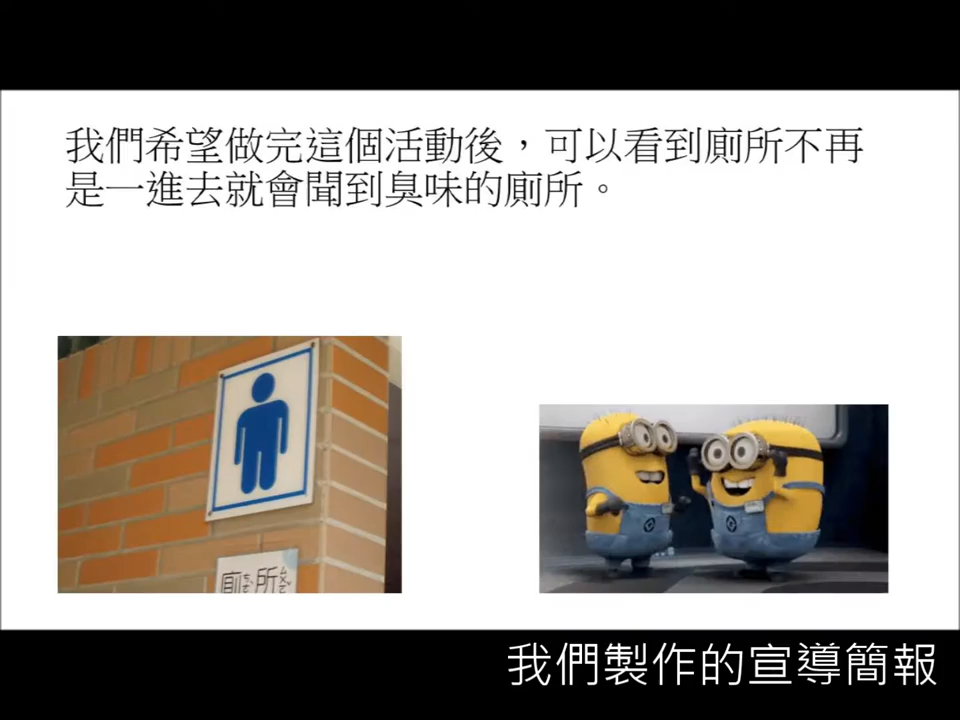 我們希望做完這個活動後，可以看到廁所不再
是一進去就會聞到臭味的廁所。
廁所
我們製作的宣導簡報